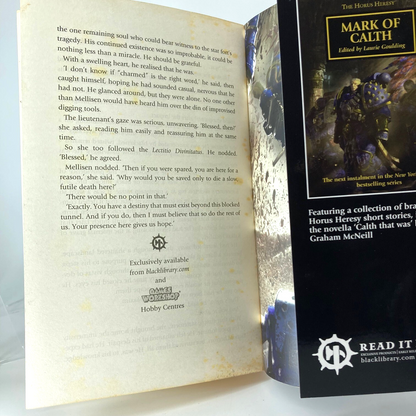 the one remaining soul who could bear witness to the star fort's
tragedy. His continued existence was so improbable, it could be
nothing less than a miracle. He should be grateful.
With a swelling heart, he realised that he was.
'I don't know if "charmed" is the right word,' he said, then
caught himself, hoping he had sounded casual, nervous that he
had not. He glanced around, but they were alone. No one other
than Mellisen would have heard him over the din of improvised
digging tools.
The lieutenant's gaze was serious, unwavering. 'Blessed, then?'
she asked, reading him easily and reassuring him at the same
time.
So she too followed the Lectitio Divinitatus. He nodded.
'Blessed,' he agreed.
Mellisen nodded. 'Then if you were spared, you are here for a
reason,' she said. 'Why would you be saved only to die a slow,
futile death here?'
'There would be no point in that.'
'Exactly. You have a destiny that must exist beyond this blocked
tunnel. And if you do, then I must believe that so do the rest of
us. Your presence here gives us hope.'
Exclusively available
from
blacklibrary.com
and
GAMES
WORKSHOP
Hobby Centres
THE HORUS HERESY
MARK OF
CALTH
Edited by Laurie Goulding
The next instalment in the New York
bestselling series
Featuring a collection of
Horus Heresy short stories,
the novella 'Calth that was'
Graham McNeill
READ IT
EXCLUSIVE PRODUCTS
blacklibrary.com